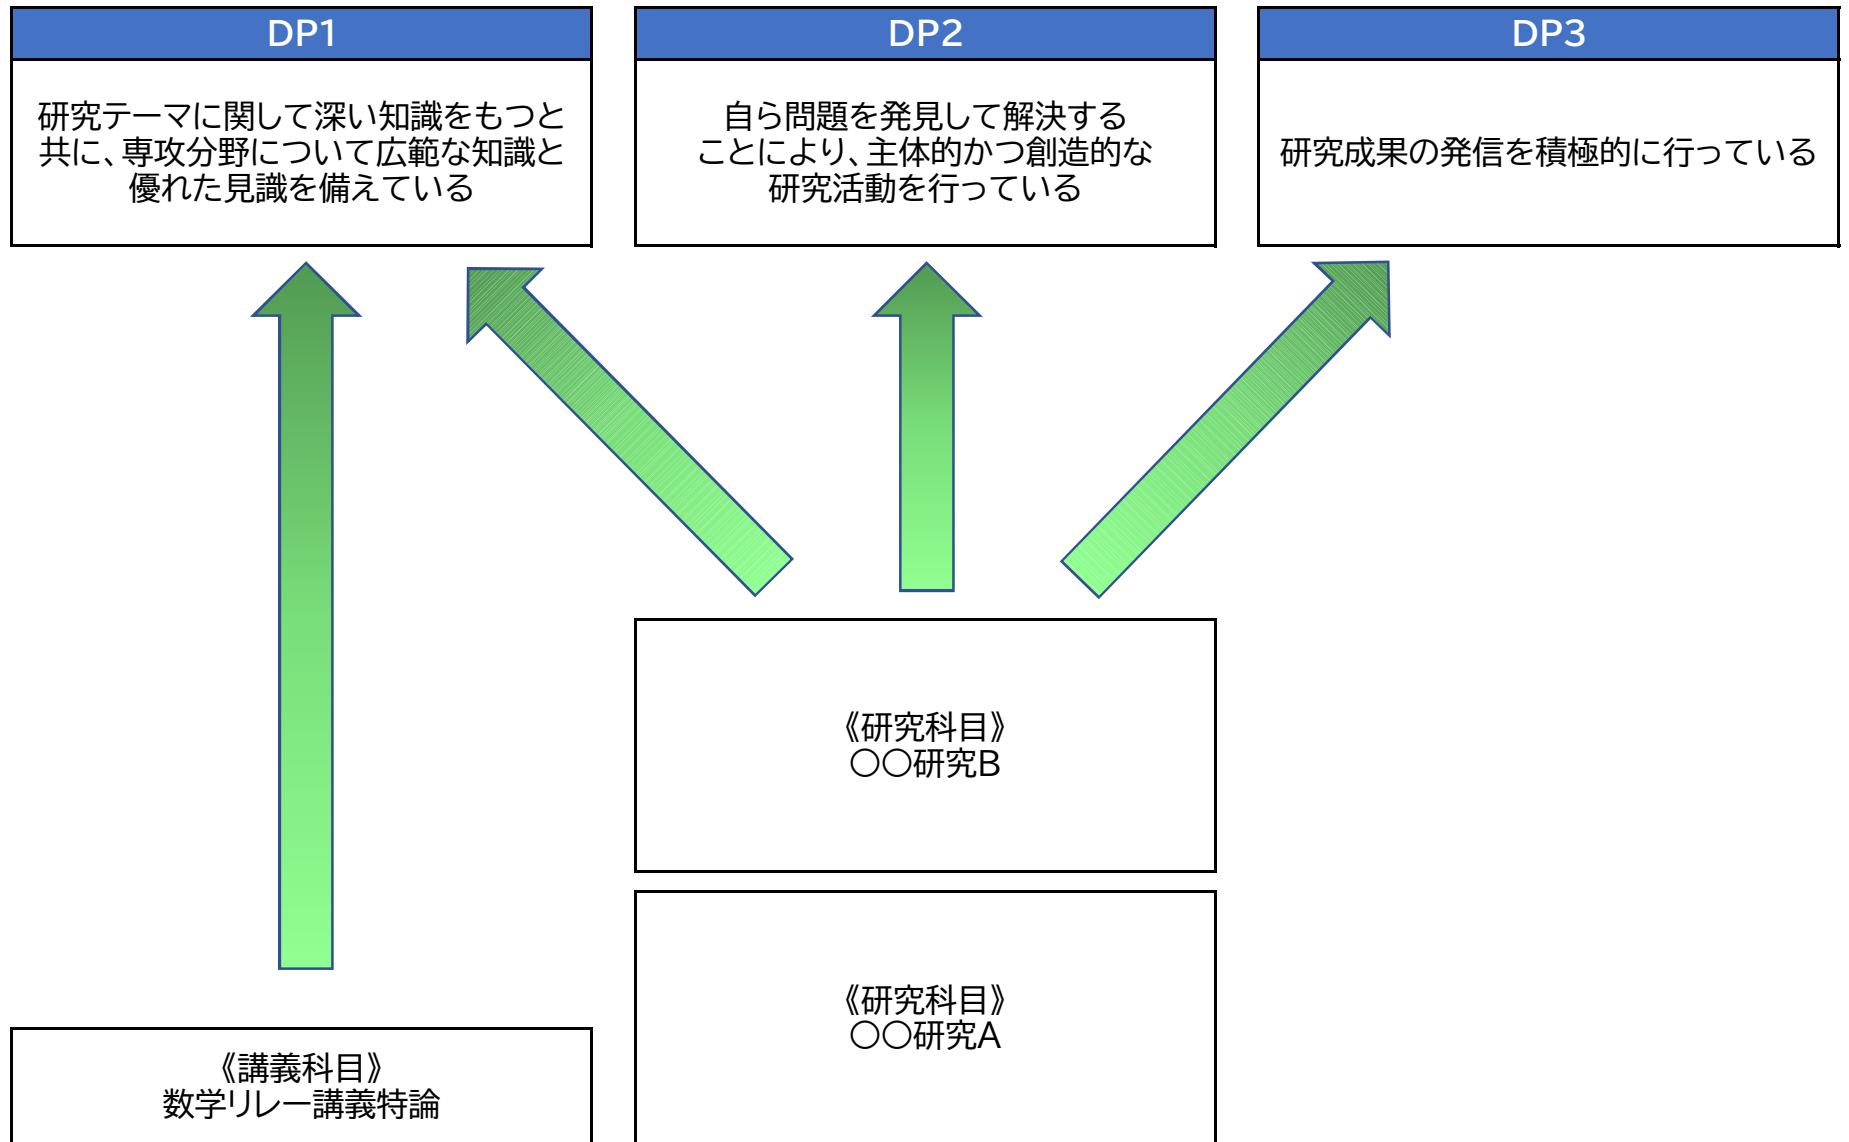 DP1
研究テーマに関して深い知識をもつと
共に、専攻分野について広範な知識と
優れた見識を備えている
DP2
自ら問題を発見して解決する
ことにより、主体的かつ創造的な
研究活動を行っている
DP3
研究成果の発信を積極的に行っている
《研究科目》
〇〇研究B
《研究科目》
〇〇研究A
《講義科目》
数学リレー講義特論